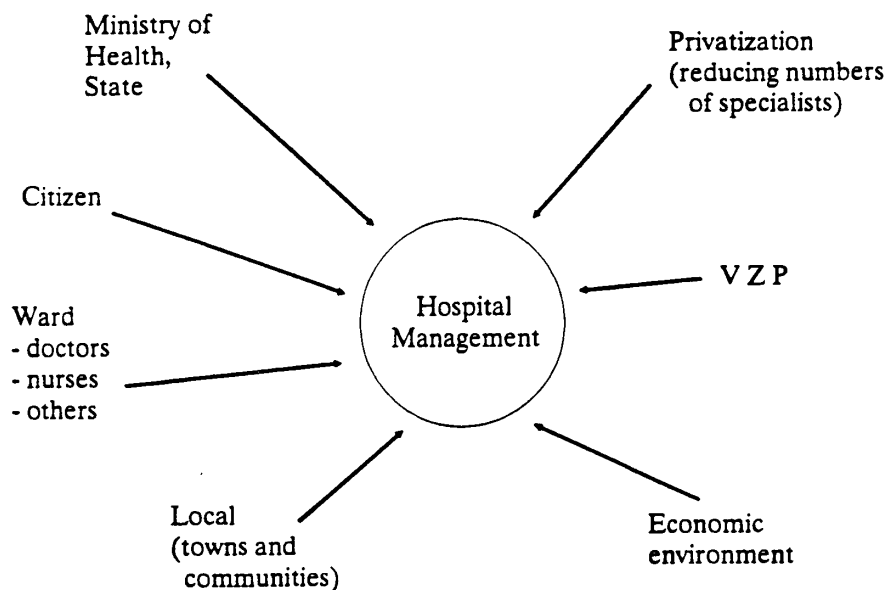 Ministry of
Health,
State
Privatization
(reducing numbers
of specialists)
Citizen
V Z P
Hospital
Management
Ward
- doctors
- nurses
- others
Local
(towns and
communities)
Economic
environment